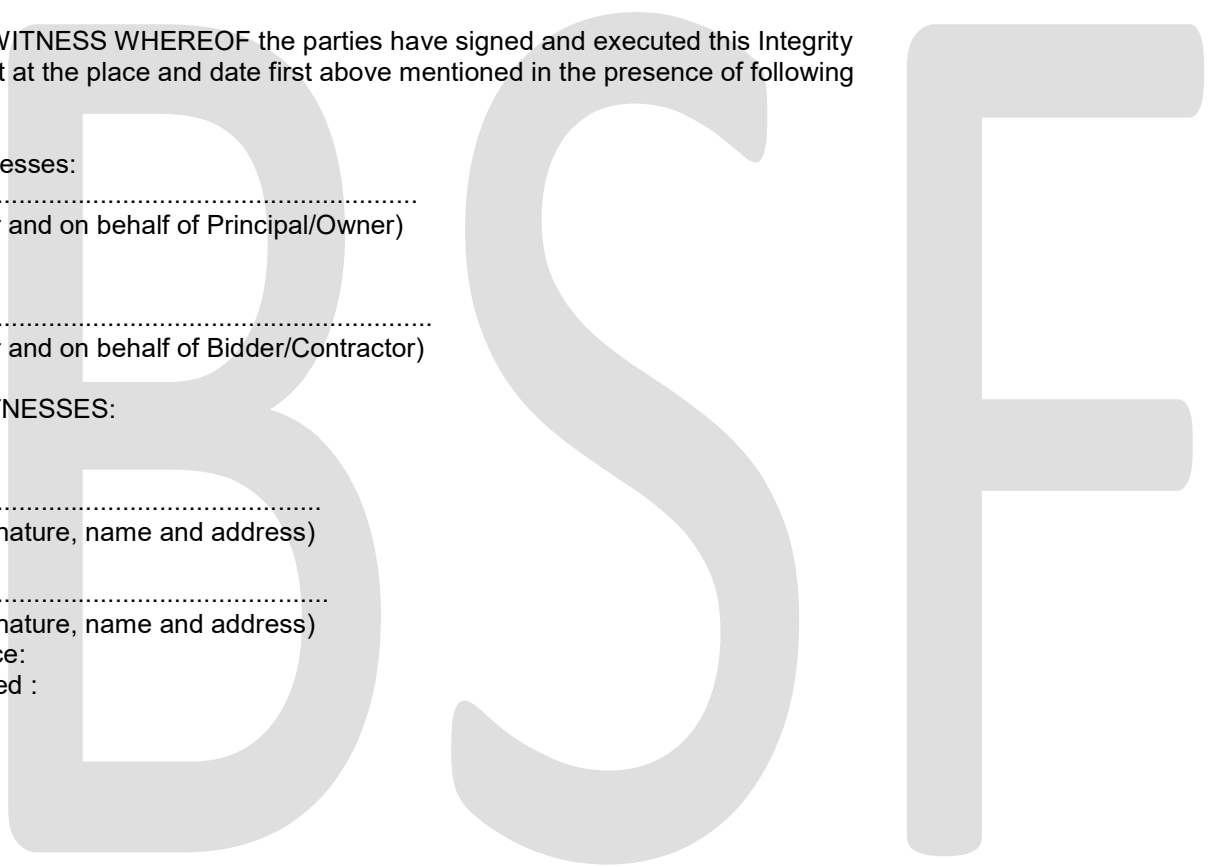 WITNESS WHEREOF the parties have signed and executed this Integrity
t at the place and date first above mentioned in the presence of following
esses:
..........................................................
r and on behalf of Principal/Owner)
............................................................
r and on behalf of Bidder/Contractor)
TNESSES:
.............................................
nature, name and address)
..............................................
nature, name and address)
ce:
ed :
BSF